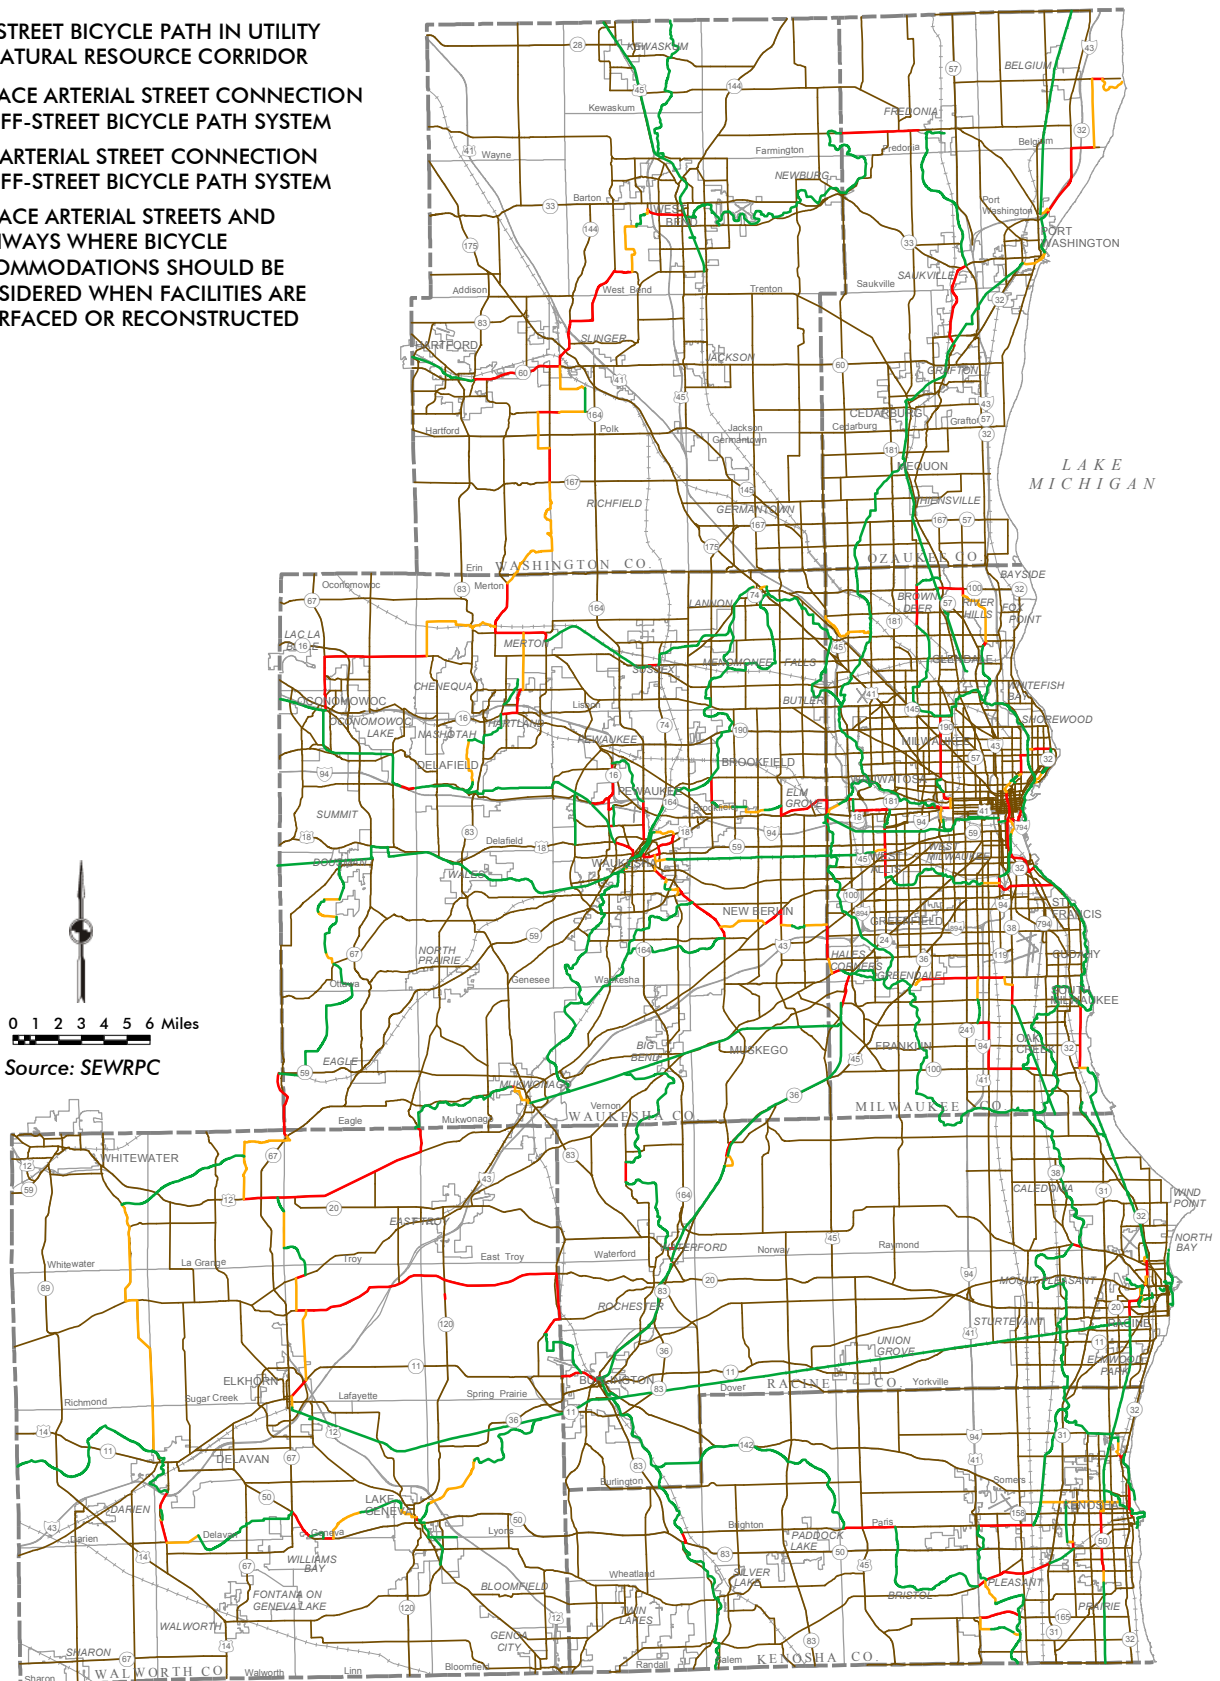 STREET BICYCLE PATH IN UTILITY
ATURAL RESOURCE CORRIDOR
ACE ARTERIAL STREET CONNECTION
FF-STREET BICYCLE PATH SYSTEM
ARTERIAL STREET CONNECTION
FF-STREET BICYCLE PATH SYSTEM
ACE ARTERIAL STREETS AND
WAYS WHERE BICYCLE
OMMODATIONS SHOULD BE
SIDERED WHEN FACILITIES ARE
RFACED OR RECONSTRUCTED
KEWASKUM
BELGIUM
Kewaskum
FREDONIA
Wayne
Farmington
Fredonia
Belgium
NEWBURG
Barton
WEST
BEND
Port
Washington
PORT
WASHINGTON
SAUKVILLE
Addison
West Bend
Trenton
Saukville
HARTFORD
SLINGER
JACKSON
GRAFTON
CEDARBURG
Hartford
Polk
Jackson
Germantown
Cedarburg
Grafton
MEQUON
LAKE
MICHIGAN
RICHFIELD
GERMANTOWN
THIENSVILLE
Erin
WASHINGTON CO.
OZAUKEE CO.
Oconomowoc
Merton
BAYSIDE
LANNON
BROWN
DEER
RIVER
HILLS
FOX
POINT
LAC LA
BELLE
MERTON
SUSSEX
MENOMONEE FALLS
GLENDALE
CHENEQUA
WHITEFISH
BAY
OCONOMOWOC
Lisbon
BUTLER
OCONOMOWOC
LAKE
NASHOTAH
HARTLAND
PEWAUKEE
SHOREWOOD
MILWAUKEE
DELAFIELD
BROOKFIELD
WAUWATOSA
PEWAUKEE
ELM
GROVE
Brookfield
SUMMIT
Delafield
DOUSMAN
WALES
WAUKESHA
WEST
ALLIS
WEST
MILWAUKEE
NEW BERLIN
ST.
FRANCIS
GREENFIELD
NORTH
PRAIRIE
HALES
CORNERS
GREENDALE
CUDAHY
Ottawa
Genesee
Waukesha
SOUTH
MILWAUKEE
0 1 2 3 4 5 6 Miles
Source: SEWRPC
EAGLE
BIG
BEND
MUSKEGO
FRANKLIN
OAK
CREEK
MUKWONAGO
Eagle
Mukwonago
Vernon
WAUKESHA CO.
MILWAUKEE CO.
WHITEWATER
CALEDONIA
WIND
POINT
EAST TROY
NORTH
BAY
Whitewater
La Grange
Troy
East Troy
Waterford
WATERFORD
Norway
Raymond
MOUNT PLEASANT
ROCHESTER
STURTEVANT
RACINE
UNION
GROVE
ELMWOOD
PARK
ELKHORN
BURLINGTON
Richmond
Sugar Creek
Lafayette
Spring Prairie
Dover
RACINE CO.
Yorkville
DELAVAN
Burlington
Somers
LAKE
GENEVA
KENOSHA
DARIEN
Darien
Delavan
Geneva
Lyons
Brighton
Paris
PADDOCK
LAKE
WILLIAMS
BAY
Wheatland
SILVER
LAKE
BLOOMFIELD
BRISTOL
PLEASANT
PRAIRIE
FONTANA ON
GENEVA LAKE
TWIN
LAKES
WALWORTH
GENOA
CITY
SHARON
Sharon
WALWORTH CO.
Walworth
Linn
Bloomfield
Randall
Salem
KENOSHA CO.